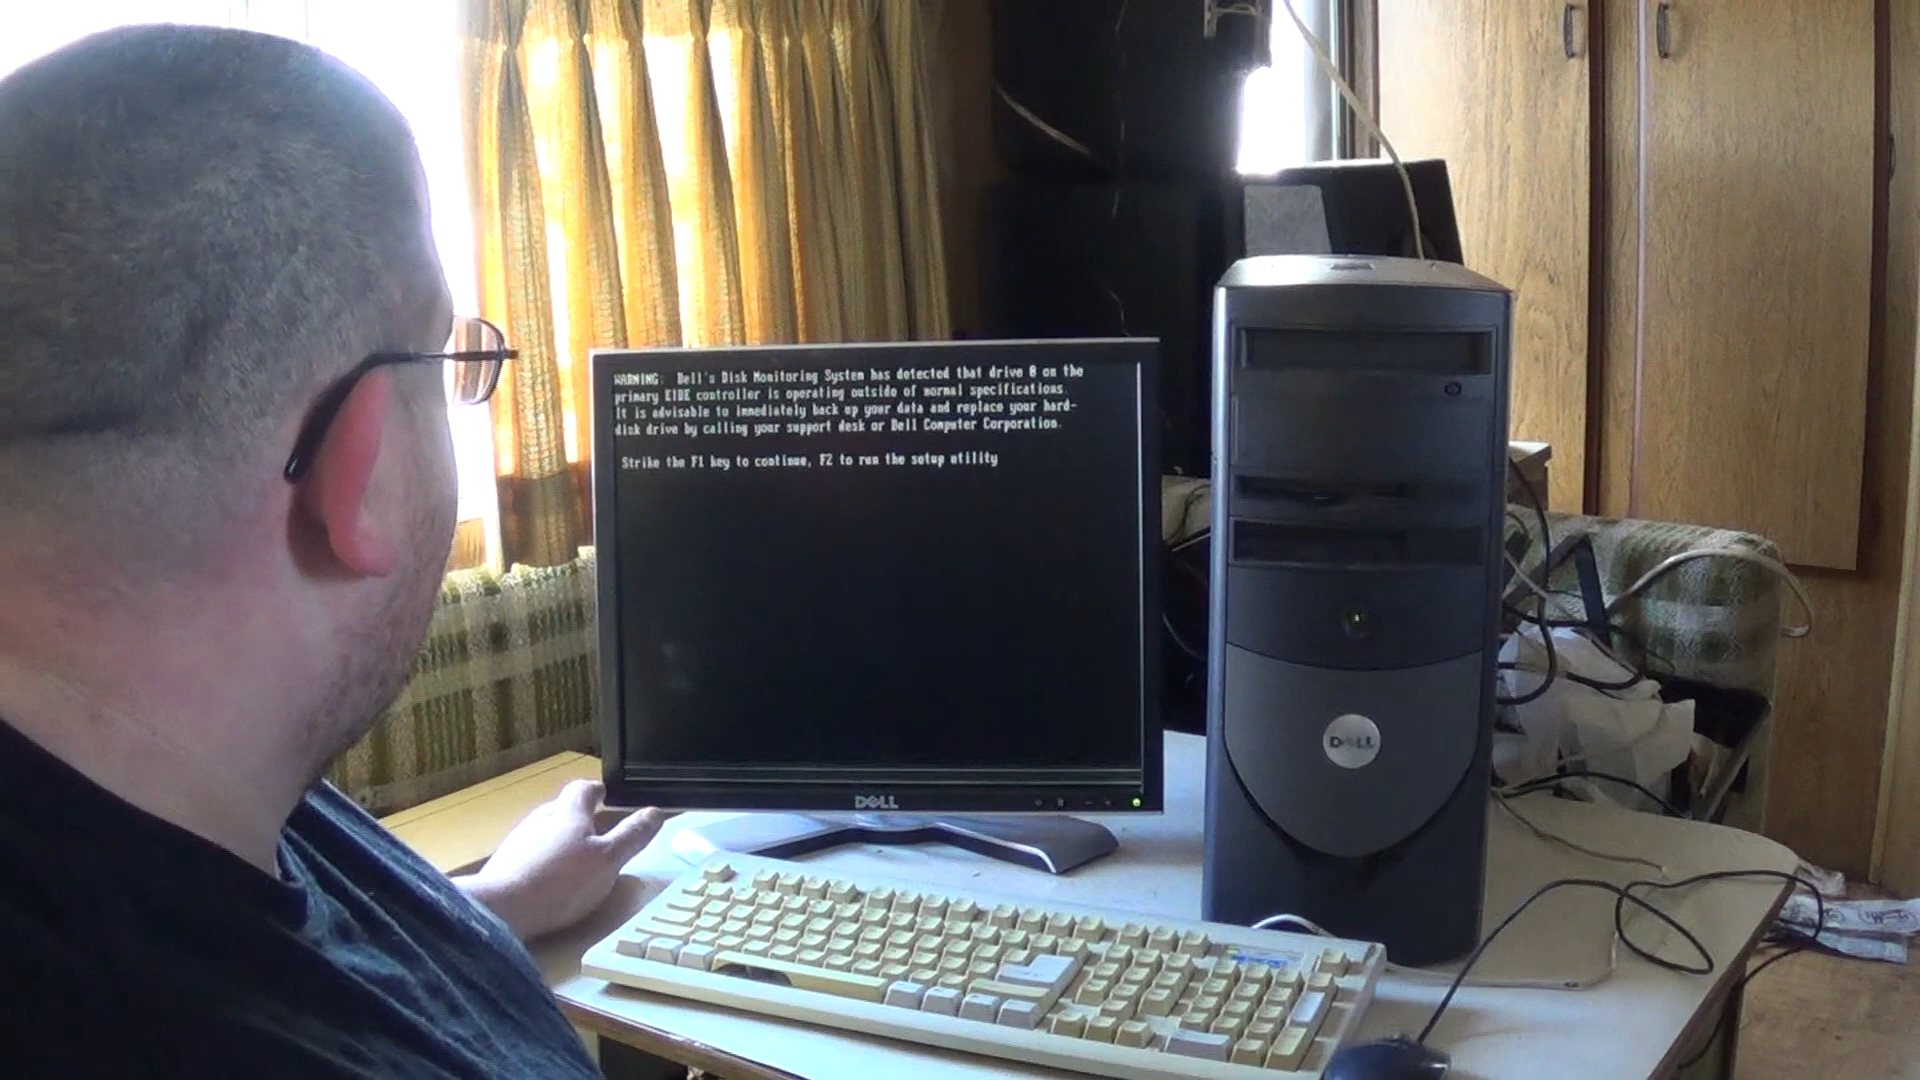 WARNING: Dell's Disk Monitoring System has detected that drive 0 on the
primary EIDE controller is operating outside of normal specifications.
It is advisable to immediately back up your data and replace your hard-
disk drive by calling your support desk or Dell Computer Corporation.
Strike the F1 key to continue, F2 to run the setup utility
DELL
DELL